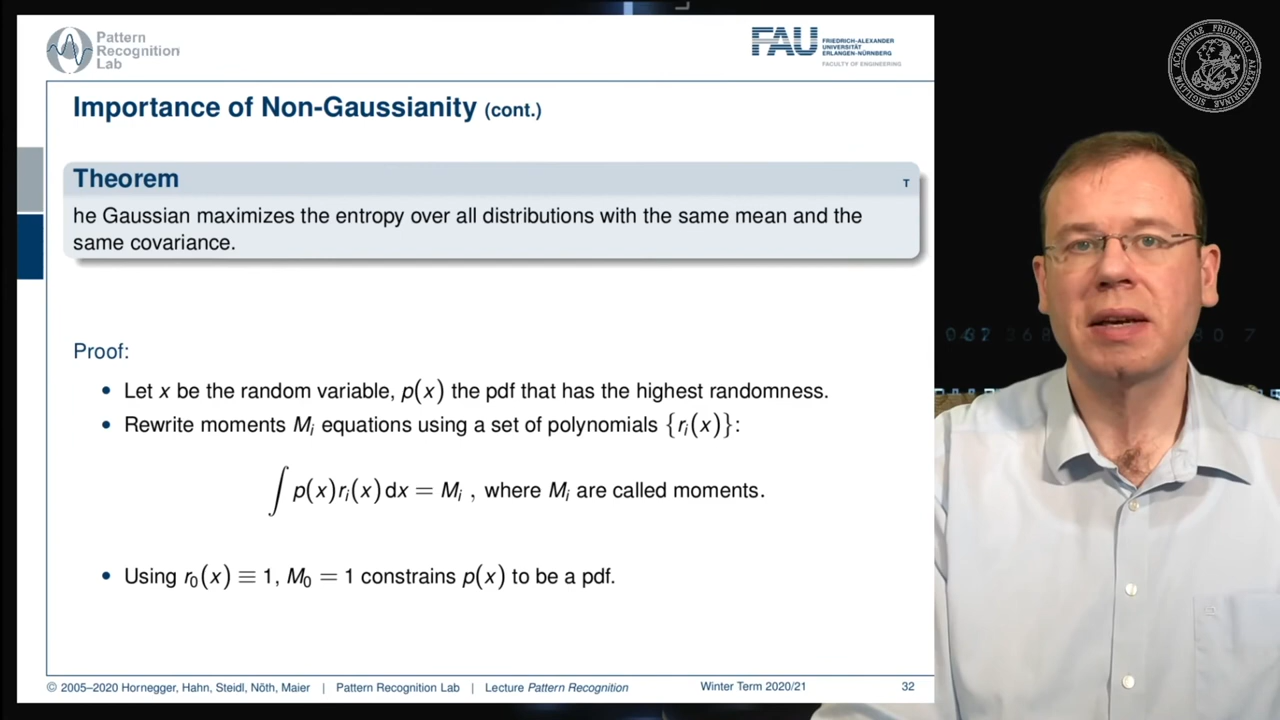 Pattern
Recognition
Lab
FAU
FRIEDRICH-ALEXANDER
UNIVERSITÄT
ERLANGEN-NÜRNBERG
FACULTY OF ENGINEERING
Importance of Non-Gaussianity (cont.)
Theorem
T
he Gaussian maximizes the entropy over all distributions with the same mean and the
same covariance.
Proof:
• Let x be the random variable, p(x) the pdf that has the highest randomness.
• Rewrite moments Mᵢ equations using a set of polynomials {rᵢ(x)}:
∫ p(x)rᵢ(x) dx = Mᵢ , where Mᵢ are called moments.
• Using r₀(x) ≡ 1, M₀ = 1 constrains p(x) to be a pdf.
© 2005–2020 Hornegger, Hahn, Steidl, Nöth, Maier | Pattern Recognition Lab | Lecture Pattern Recognition Winter Term 2020/21 32